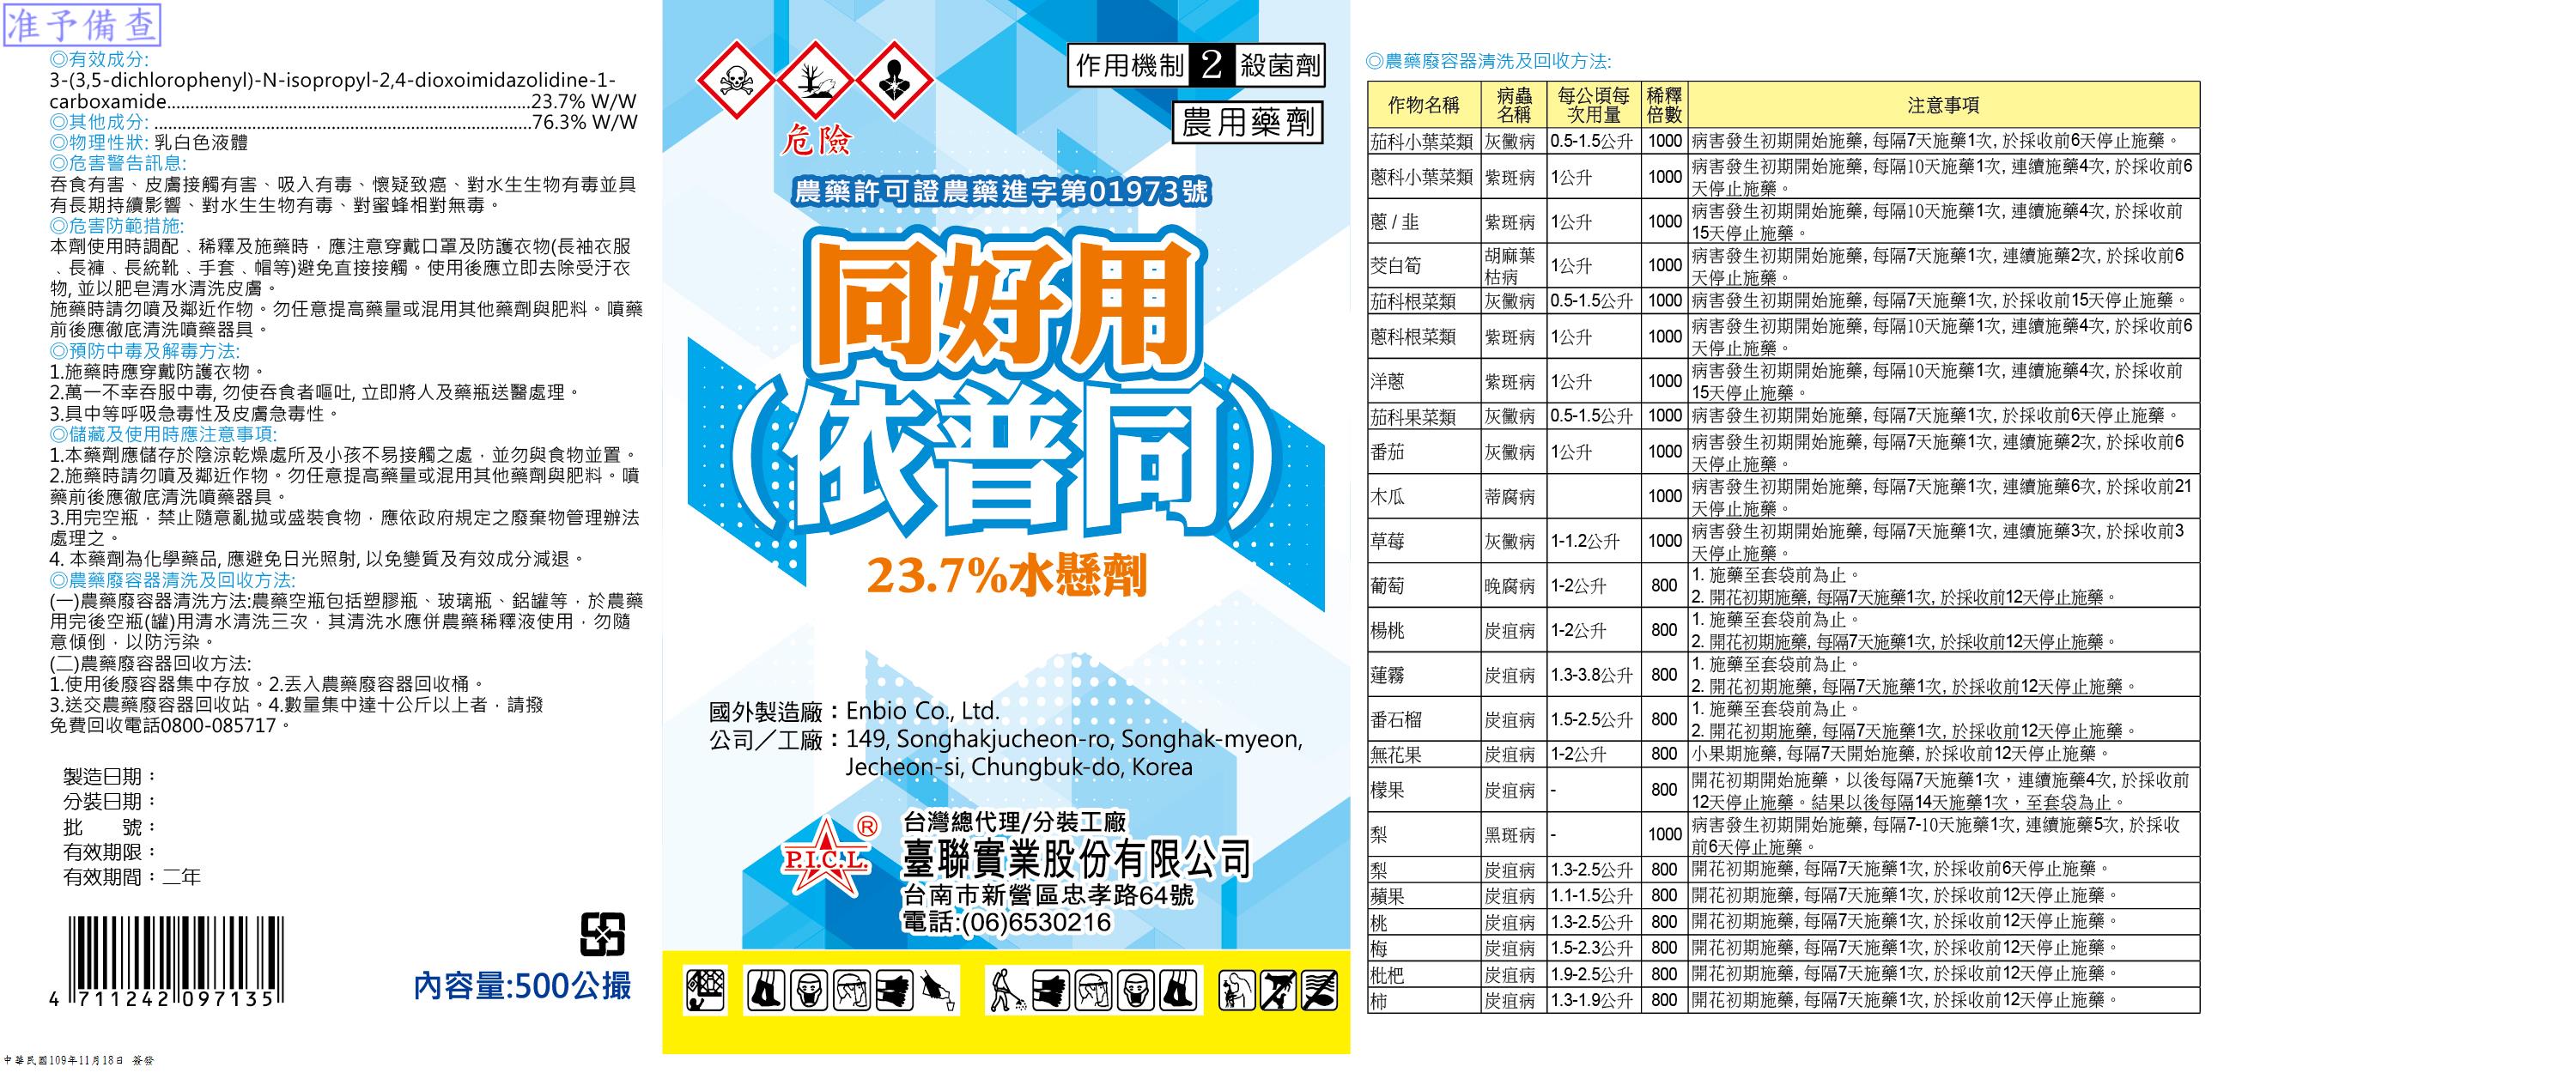 准予備查
◎有效成分:
3-(3,5-dichlorophenyl)-N-isopropyl-2,4-dioxoimidazolidine-1-
carboxamide........................................................................23.7% W/W
◎其他成分: ...........................................................................76.3% W/W
◎物理性狀: 乳白色液體
◎危害警告訊息:
吞食有害、皮膚接觸有害、吸入有毒、懷疑致癌、對水生生物有毒並具
有長期持續影響、對水生生物有毒、對蜜蜂相對無毒。
◎危害防範措施:
本劑使用時調配、稀釋及施藥時，應注意穿戴口罩及防護衣物(長袖衣服
、長褲、長統靴、手套、帽等)避免直接接觸。使用後應立即去除受汙衣
物, 並以肥皂清水清洗皮膚。
施藥時請勿噴及鄰近作物。勿任意提高藥量或混用其他藥劑與肥料。噴藥
前後應徹底清洗噴藥器具。
◎預防中毒及解毒方法:
1.施藥時應穿戴防護衣物。
2.萬一不幸吞服中毒, 勿使吞食者嘔吐, 立即將人及藥瓶送醫處理。
3.具中等呼吸急毒性及皮膚急毒性。
◎儲藏及使用時應注意事項:
1.本藥劑應儲存於陰涼乾燥處所及小孩不易接觸之處，並勿與食物並置。
2.施藥時請勿噴及鄰近作物。勿任意提高藥量或混用其他藥劑與肥料。噴
藥前後應徹底清洗噴藥器具。
3.用完空瓶，禁止隨意亂拋或盛裝食物，應依政府規定之廢棄物管理辦法
處理之。
4. 本藥劑為化學藥品, 應避免日光照射, 以免變質及有效成分減退。
◎農藥廢容器清洗及回收方法:
(一)農藥廢容器清洗方法:農藥空瓶包括塑膠瓶、玻璃瓶、鋁罐等，於農藥
用完後空瓶(罐)用清水清洗三次，其清洗水應併農藥稀釋液使用，勿隨
意傾倒，以防污染。
(二)農藥廢容器回收方法:
1.使用後廢容器集中存放。2.丟入農藥廢容器回收桶。
3.送交農藥廢容器回收站。4.數量集中達十公斤以上者，請撥
免費回收電話0800-085717。
製造日期：
分裝日期：
批　　號：
有效期限：
有效期間：二年
4 711242 097135
內容量:500公撮
中華民國109年11月18日 簽發
作用機制 2 殺菌劑
農用藥劑
危險
農藥許可證農藥進字第01973號
同好用
(依普同)
23.7%水懸劑
國外製造廠：Enbio Co., Ltd.
公司／工廠：149, Songhakjucheon-ro, Songhak-myeon,
Jecheon-si, Chungbuk-do, Korea
P.I.C.L. ®
台灣總代理/分裝工廠
臺聯實業股份有限公司
台南市新營區忠孝路64號
電話:(06)6530216
◎農藥廢容器清洗及回收方法:
作物名稱 病蟲名稱 每公頃每次用量 稀釋倍數 注意事項
茄科小葉菜類 灰黴病 0.5-1.5公升 1000 病害發生初期開始施藥, 每隔7天施藥1次, 於採收前6天停止施藥。
蔥科小葉菜類 紫斑病 1公升 1000 病害發生初期開始施藥, 每隔10天施藥1次, 連續施藥4次, 於採收前6
天停止施藥。
蔥 / 韭 紫斑病 1公升 1000 病害發生初期開始施藥, 每隔10天施藥1次, 連續施藥4次, 於採收前
15天停止施藥。
茭白筍 胡麻葉枯病 1公升 1000 病害發生初期開始施藥, 每隔7天施藥1次, 連續施藥2次, 於採收前6
天停止施藥。
茄科根菜類 灰黴病 0.5-1.5公升 1000 病害發生初期開始施藥, 每隔7天施藥1次, 於採收前15天停止施藥。
蔥科根菜類 紫斑病 1公升 1000 病害發生初期開始施藥, 每隔10天施藥1次, 連續施藥4次, 於採收前6
天停止施藥。
洋蔥 紫斑病 1公升 1000 病害發生初期開始施藥, 每隔10天施藥1次, 連續施藥4次, 於採收前
15天停止施藥。
茄科果菜類 灰黴病 0.5-1.5公升 1000 病害發生初期開始施藥, 每隔7天施藥1次, 於採收前6天停止施藥。
番茄 灰黴病 1公升 1000 病害發生初期開始施藥, 每隔7天施藥1次, 連續施藥2次, 於採收前6
天停止施藥。
木瓜 蒂腐病 1000 病害發生初期開始施藥, 每隔7天施藥1次, 連續施藥6次, 於採收前21
天停止施藥。
草莓 灰黴病 1-1.2公升 1000 病害發生初期開始施藥, 每隔7天施藥1次, 連續施藥3次, 於採收前3
天停止施藥。
葡萄 晚腐病 1-2公升 800 1. 施藥至套袋前為止。
2. 開花初期施藥, 每隔7天施藥1次, 於採收前12天停止施藥。
楊桃 炭疽病 1-2公升 800 1. 施藥至套袋前為止。
2. 開花初期施藥, 每隔7天施藥1次, 於採收前12天停止施藥。
蓮霧 炭疽病 1.3-3.8公升 800 1. 施藥至套袋前為止。
2. 開花初期施藥, 每隔7天施藥1次, 於採收前12天停止施藥。
番石榴 炭疽病 1.5-2.5公升 800 1. 施藥至套袋前為止。
2. 開花初期施藥, 每隔7天施藥1次, 於採收前12天停止施藥。
無花果 炭疽病 1-2公升 800 小果期施藥, 每隔7天開始施藥, 於採收前12天停止施藥。
檬果 炭疽病 - 800 開花初期開始施藥，以後每隔7天施藥1次，連續施藥4次, 於採收前
12天停止施藥。結果以後每隔14天施藥1次，至套袋為止。
梨 黑斑病 - 1000 病害發生初期開始施藥, 每隔7-10天施藥1次, 連續施藥5次, 於採收
前6天停止施藥。
梨 炭疽病 1.3-2.5公升 800 開花初期施藥, 每隔7天施藥1次, 於採收前6天停止施藥。
蘋果 炭疽病 1.1-1.5公升 800 開花初期施藥, 每隔7天施藥1次, 於採收前12天停止施藥。
桃 炭疽病 1.3-2.5公升 800 開花初期施藥, 每隔7天施藥1次, 於採收前12天停止施藥。
梅 炭疽病 1.5-2.3公升 800 開花初期施藥, 每隔7天施藥1次, 於採收前12天停止施藥。
枇杷 炭疽病 1.9-2.5公升 800 開花初期施藥, 每隔7天施藥1次, 於採收前12天停止施藥。
柿 炭疽病 1.3-1.9公升 800 開花初期施藥, 每隔7天施藥1次, 於採收前12天停止施藥。